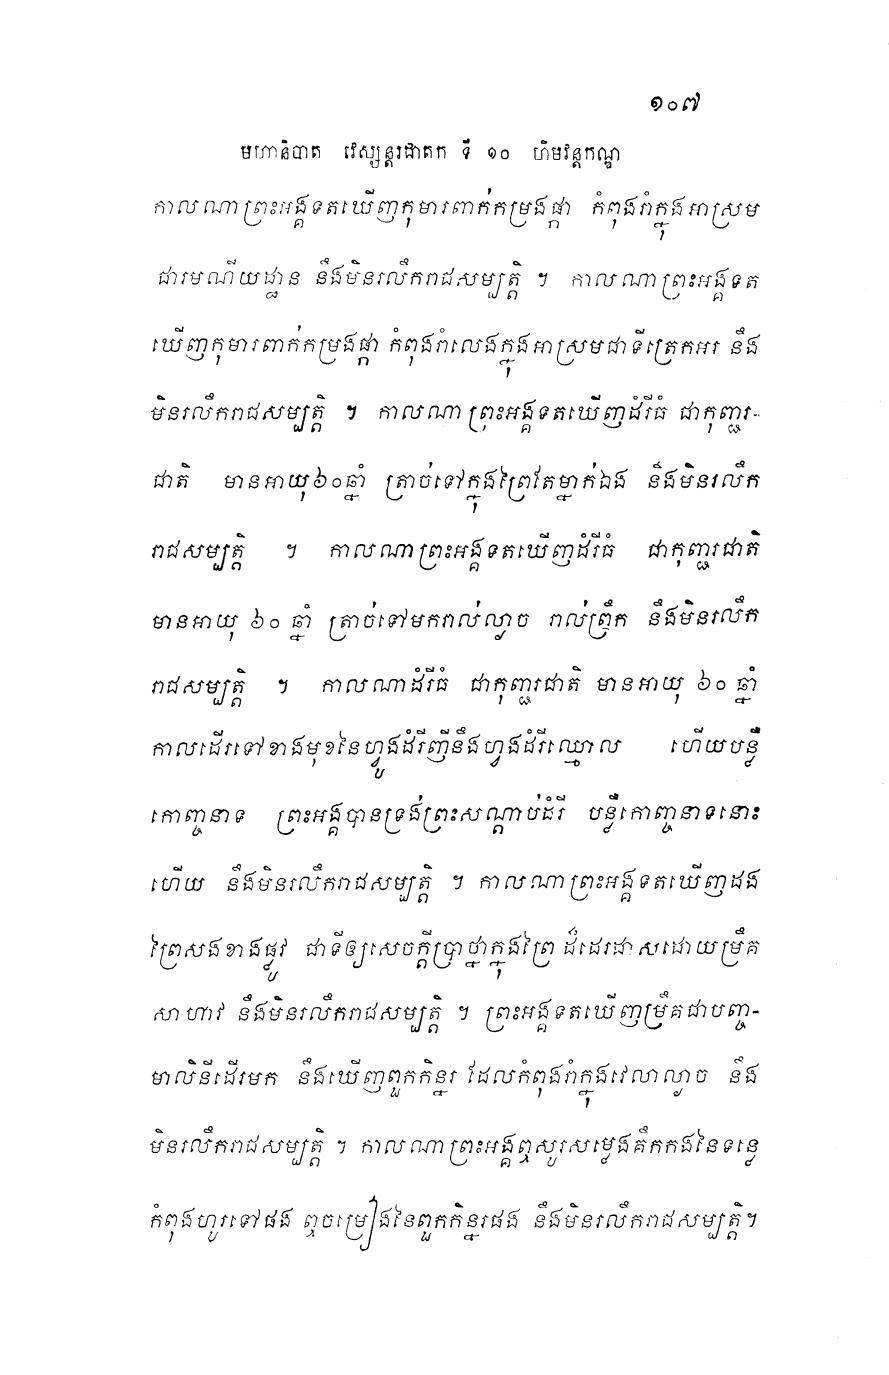 ១០៧
មហានិបាត វេស្សន្តរជាតក ទី ១០ ហិមវន្តកណ្ឌ
កាលណាព្រះអង្គទតឃើញកុមារពាក់កម្រងផ្កា កំពុងរាំក្នុងអាស្រម
ជារមណីយដ្ឋាន នឹងមិនរលឹករាជសម្បត្តិ ។ កាលណាព្រះអង្គទត
ឃើញកុមារពាក់កម្រងផ្កា កំពុងរាំលេងក្នុងអាស្រមជាទីត្រេកអរ នឹង
មិនរលឹករាជសម្បត្តិ ។ កាលណាព្រះអង្គទតឃើញដំរីធំ ជាកុញ្ជរ-
ជាតិ មានអាយុ៦០ឆ្នាំ ត្រាច់ទៅក្នុងព្រៃតែម្នាក់ឯង នឹងមិនរលឹក
រាជសម្បត្តិ ។ កាលណាព្រះអង្គទតឃើញដំរីធំ ជាកុញ្ជរជាតិ
មានអាយុ ៦០ ឆ្នាំ ត្រាច់ទៅមករាល់ល្ងាច រាល់ព្រឹក នឹងមិនរលឹក
រាជសម្បត្តិ ។ កាលណាដំរីធំ ជាកុញ្ជរជាតិ មានអាយុ ៦០ ឆ្នាំ
កាលដើរទៅខាងមុខនៃហ្វូងដំរីញីនឹងហ្វូងដំរីឈ្មោល ហើយបន្លឺ
កោញ្ចនាទ ព្រះអង្គបានទ្រង់ព្រះសណ្តាប់ដំរី បន្លឺកោញ្ចនាទនោះ
ហើយ នឹងមិនរលឹករាជសម្បត្តិ ។ កាលណាព្រះអង្គទតឃើញដង
ព្រៃសងខាងផ្លូវ ជាទីឲ្យសេចក្តីប្រាថ្នាក្នុងព្រៃ ដ៏ដេរដាសដោយម្រឹគ
សាហាវ នឹងមិនរលឹករាជសម្បត្តិ ។ ព្រះអង្គទតឃើញម្រឹគជាបញ្ច-
មាលិនីដើរមក នឹងឃើញពួកកិន្នរ ដែលកំពុងរាំក្នុងវេលាល្ងាច នឹង
មិនរលឹករាជសម្បត្តិ ។ កាលណាព្រះអង្គឮសូរសម្លេងគឹកកងនៃទន្លេ
កំពុងហូរទៅផង ឮចម្រៀងនៃពួកកិន្នរផង នឹងមិនរលឹករាជសម្បត្តិ។